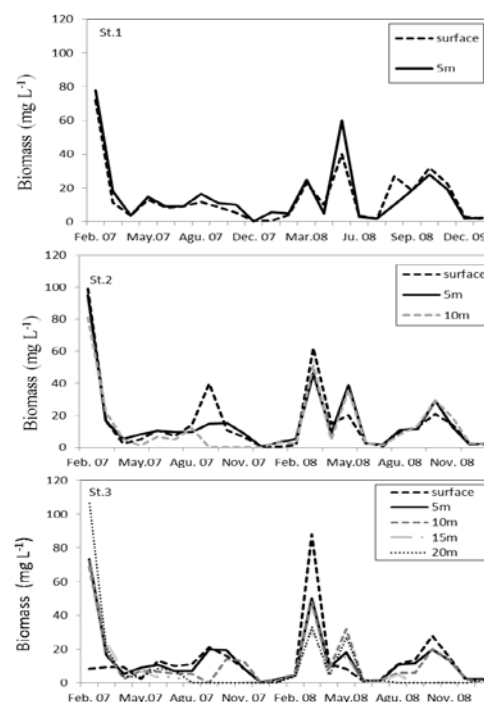 St.1
surface
5m
Biomass (mg L-1)
120
100
80
60
40
20
0
Feb. 07 May.07 Agu. 07 Dec. 07 Mar.08 Ju. 08 Sep. 08 Dec. 09
St.2
surface
5m
10m
Biomass (mg L-1)
120
100
80
60
40
20
0
Feb. 07 May.07 Agu. 07 Nov. 07 Feb. 08 May.08 Agu. 08 Nov. 08
St.3
surface
5m
10m
15m
20m
Biomass (mg L-1)
120
100
80
60
40
20
0
Feb. 07 May.07 Agu. 07 Nov. 07 Feb. 08 May.08 Agu. 08 Nov. 08